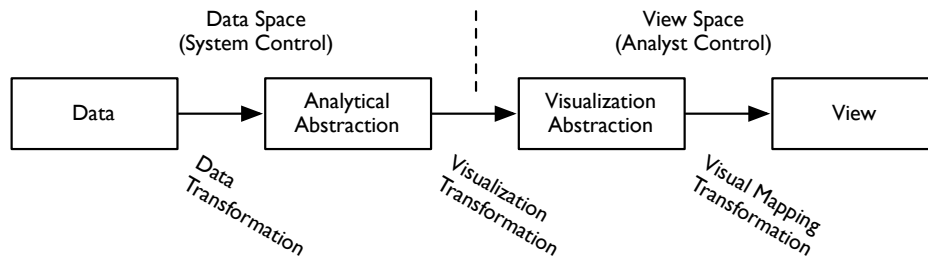 Data Space
(System Control)
View Space
(Analyst Control)
Data
Analytical
Abstraction
Visualization
Abstraction
View
Data
Transformation
Visualization
Transformation
Visual Mapping
Transformation